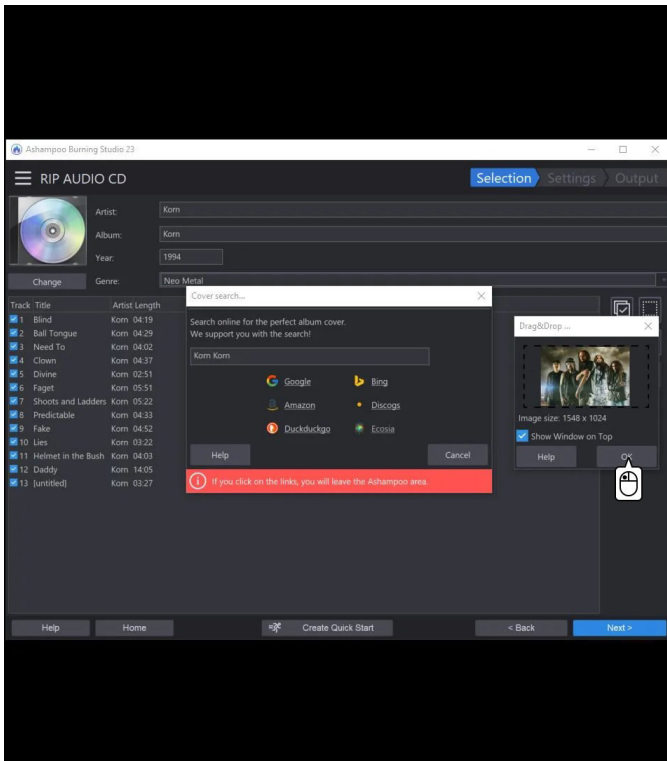 Ashampoo Burning Studio 23
RIP AUDIO CD
Selection Settings Output
Artist: Korn
Album: Korn
Year: 1994
Change Genre: Neo Metal
Track Title Artist Length
1 Blind Korn 04:19
2 Ball Tongue Korn 04:29
3 Need To Korn 04:02
4 Clown Korn 04:37
5 Divine Korn 02:51
6 Faget Korn 05:51
7 Shoots and Ladders Korn 05:22
8 Predictable Korn 04:33
9 Fake Korn 04:52
10 Lies Korn 03:22
11 Helmet in the Bush Korn 04:03
12 Daddy Korn 14:05
13 [untitled] Korn 03:27
Cover search...
Search online for the perfect album cover.
We support you with the search!
Korn Korn
Google Bing
Amazon Discogs
Duckduckgo Ecosia
Help Cancel
If you click on the links, you will leave the Ashampoo area.
Drag&Drop ...
Image size: 1548 x 1024
Show Window on Top
Help OK
Help Home Create Quick Start < Back Next >